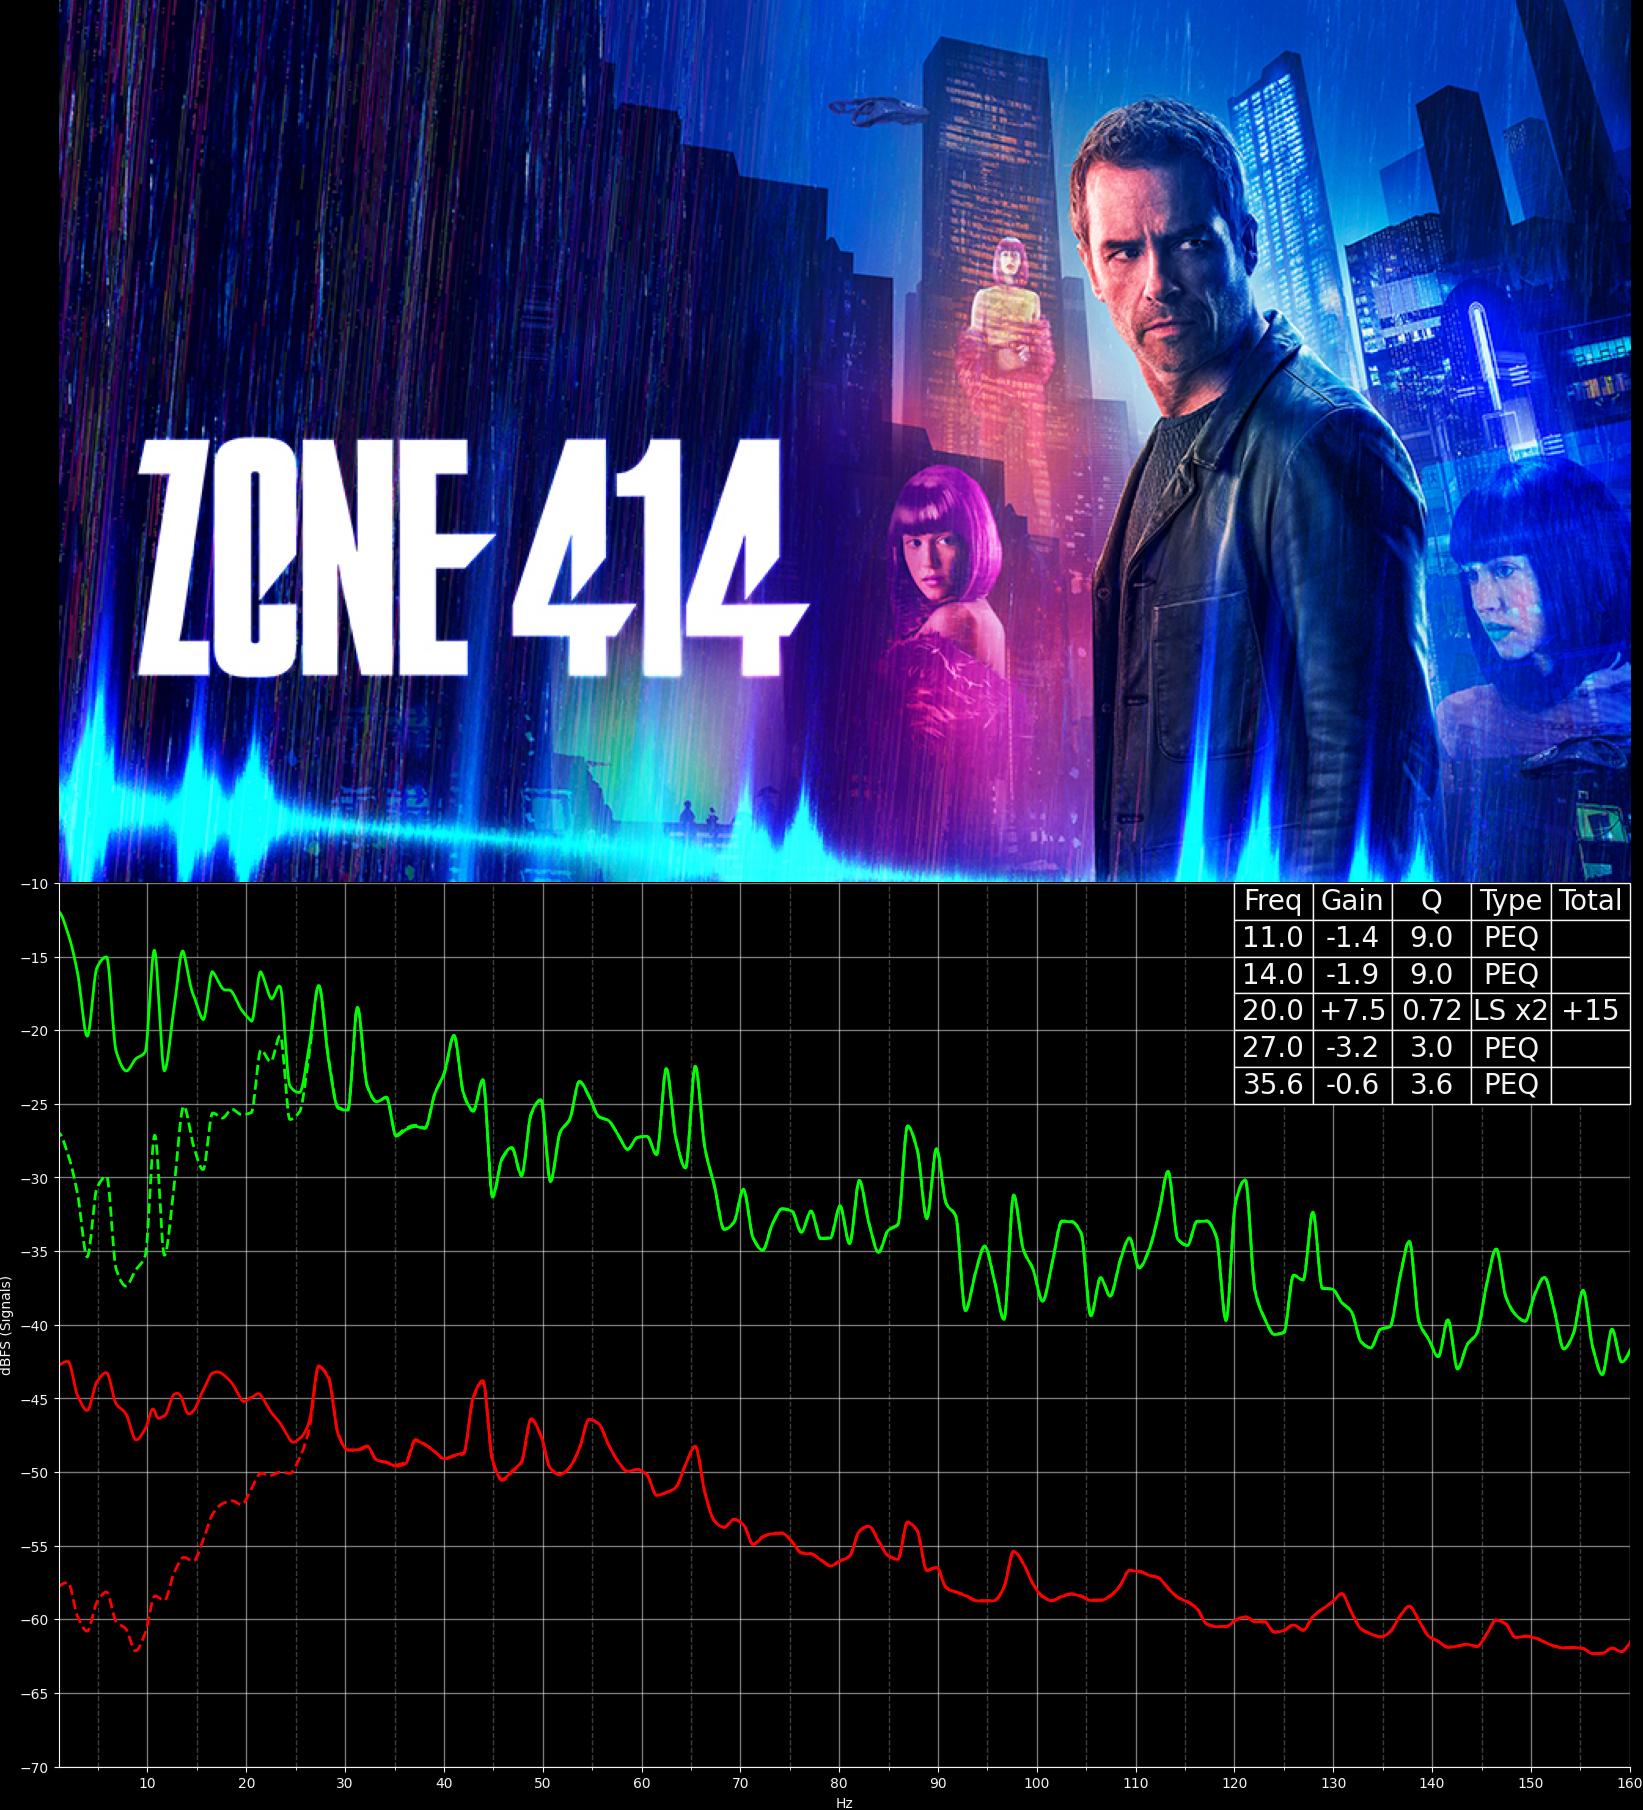 ZONE 414
Freq Gain Q Type Total
11.0 -1.4 9.0 PEQ
14.0 -1.9 9.0 PEQ
20.0 +7.5 0.72 LS x2 +15
27.0 -3.2 3.0 PEQ
35.6 -0.6 3.6 PEQ
−10
−15
−20
−25
−30
−35
−40
−45
−50
−55
−60
−65
−70
dBFS (Signals)
10 20 30 40 50 60 70 80 90 100 110 120 130 140 150 160
Hz